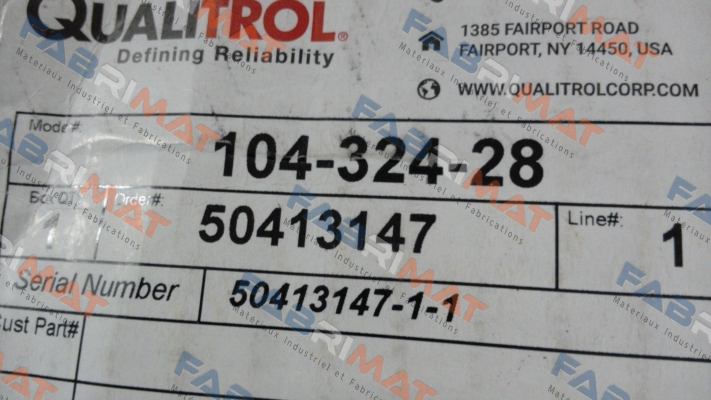 QUALITROL®
Defining Reliability
1385 FAIRPORT ROAD
FAIRPORT, NY 14450, USA
WWW.QUALITROLCORP.COM
Model #:
104-324-28
Order#:
50413147
Line#:
1
Serial Number
50413147-1-1
Cust Part#
FABRIMAT
Materiaux Industriel et Fabrications